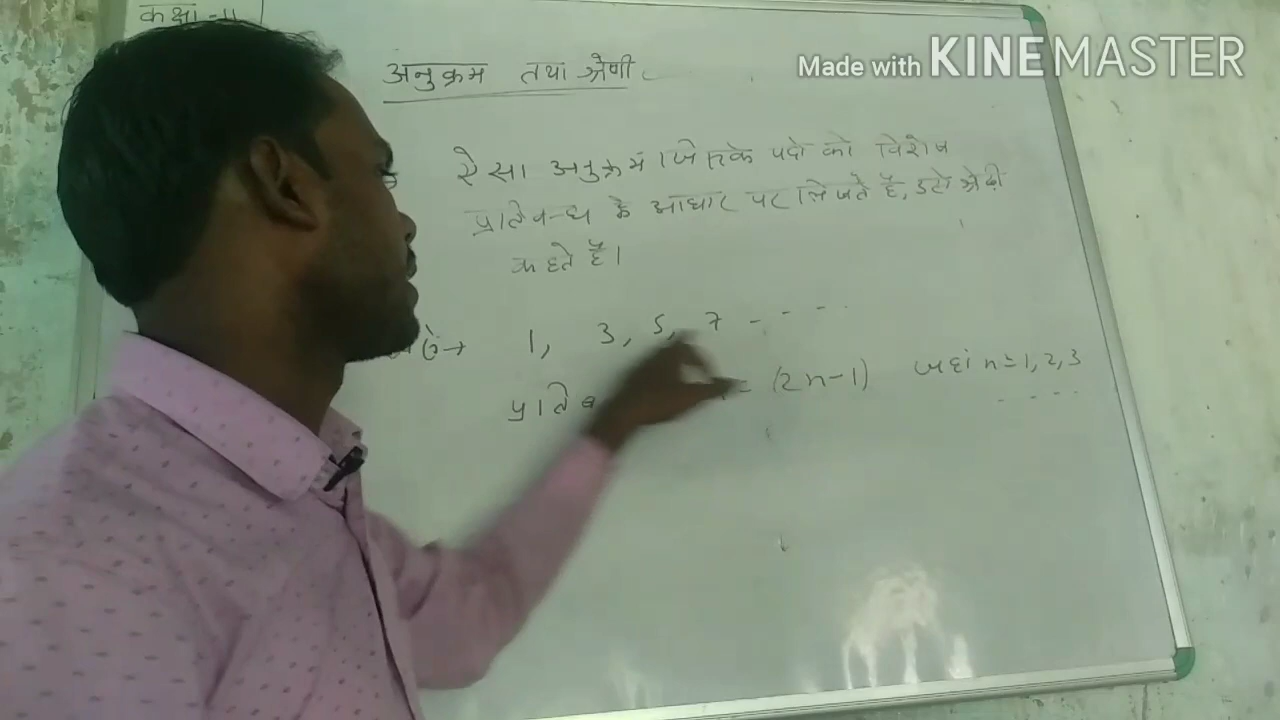 कक्षा-11
Made with KINEMASTER
अनुक्रम तथा श्रेणी
ऐसा अनुक्रम जिसके पदों को विशेष
प्रतिबन्ध के आधार पर लिखते है, उसे श्रेढी
कहते हैं।
1, 3, 5, 7 - - - -
= (2n-1) जहां n=1, 2, 3
- - - -